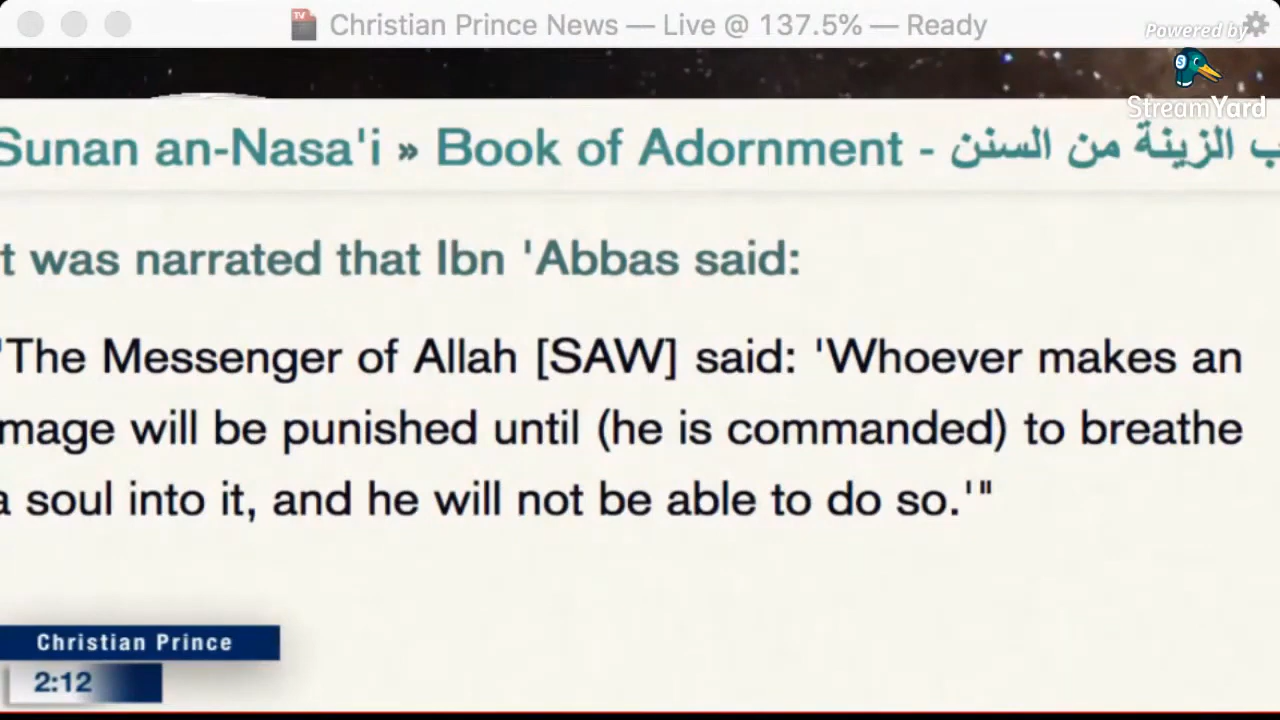 Christian Prince News — Live @ 137.5% — Ready
Powered by
StreamYard
Sunan an-Nasa'i » Book of Adornment - ب الزينة من السنن
t was narrated that Ibn 'Abbas said:
"The Messenger of Allah [SAW] said: 'Whoever makes an
mage will be punished until (he is commanded) to breathe
a soul into it, and he will not be able to do so.'"
Christian Prince
2:12